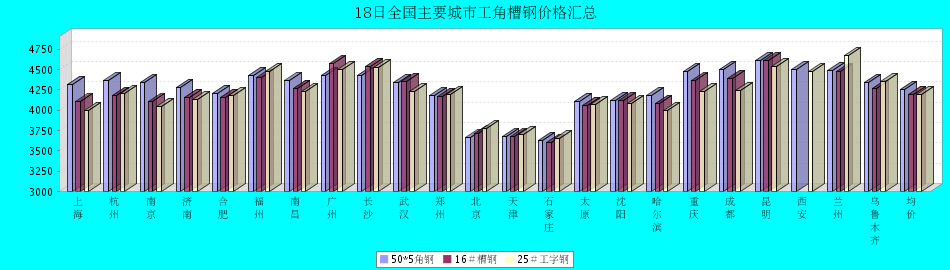 18日全国主要城市工角槽钢价格汇总
4750
4500
4250
4000
3750
3500
3250
3000
上海
杭州
南京
济南
合肥
福州
南昌
广州
长沙
武汉
郑州
北京
天津
石家庄
太原
沈阳
哈尔滨
重庆
成都
昆明
西安
兰州
乌鲁木齐
均价
50*5角钢 16#槽钢 25#工字钢